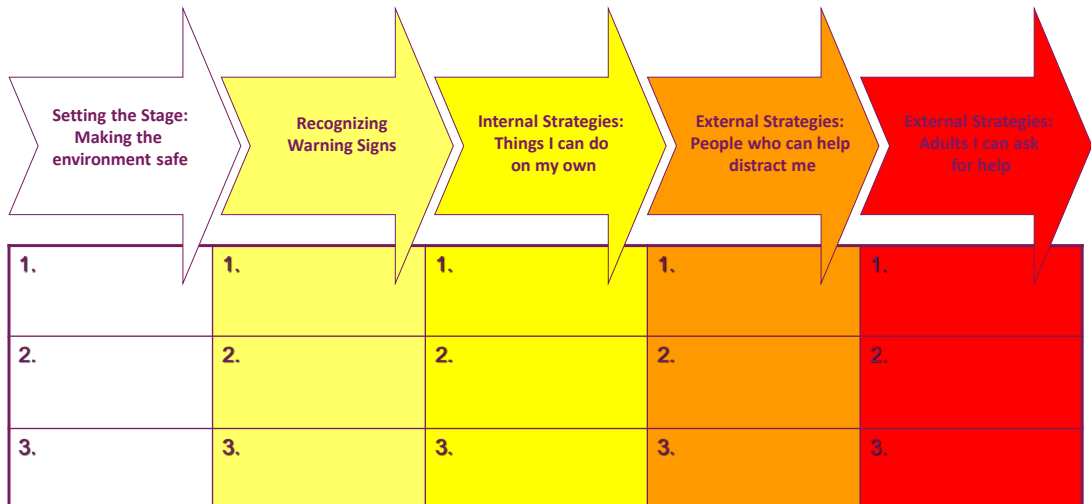 Setting the Stage:
Making the
environment safe
Recognizing
Warning Signs
Internal Strategies:
Things I can do
on my own
External Strategies:
People who can help
distract me
External Strategies:
Adults I can ask
for help
1. 1. 1. 1. 1.
2. 2. 2. 2. 2.
3. 3. 3. 3. 3.